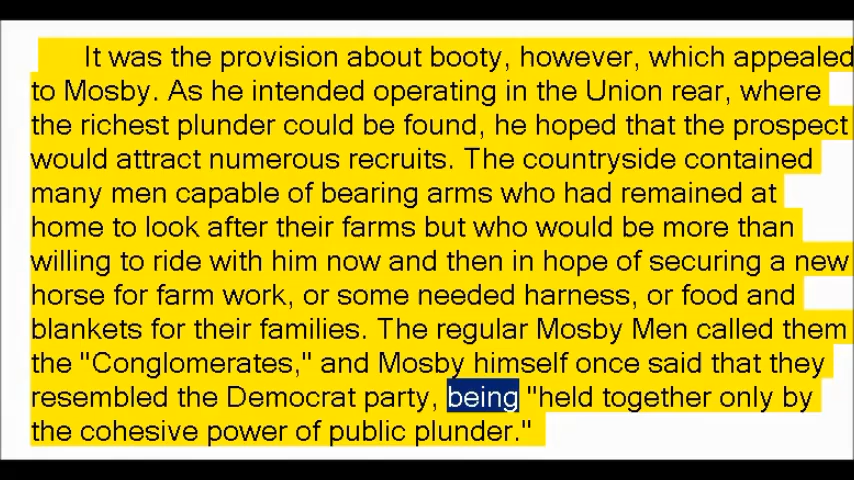 It was the provision about booty, however, which appealed
to Mosby. As he intended operating in the Union rear, where
the richest plunder could be found, he hoped that the prospect
would attract numerous recruits. The countryside contained
many men capable of bearing arms who had remained at
home to look after their farms but who would be more than
willing to ride with him now and then in hope of securing a new
horse for farm work, or some needed harness, or food and
blankets for their families. The regular Mosby Men called them
the "Conglomerates," and Mosby himself once said that they
resembled the Democrat party, being "held together only by
the cohesive power of public plunder."